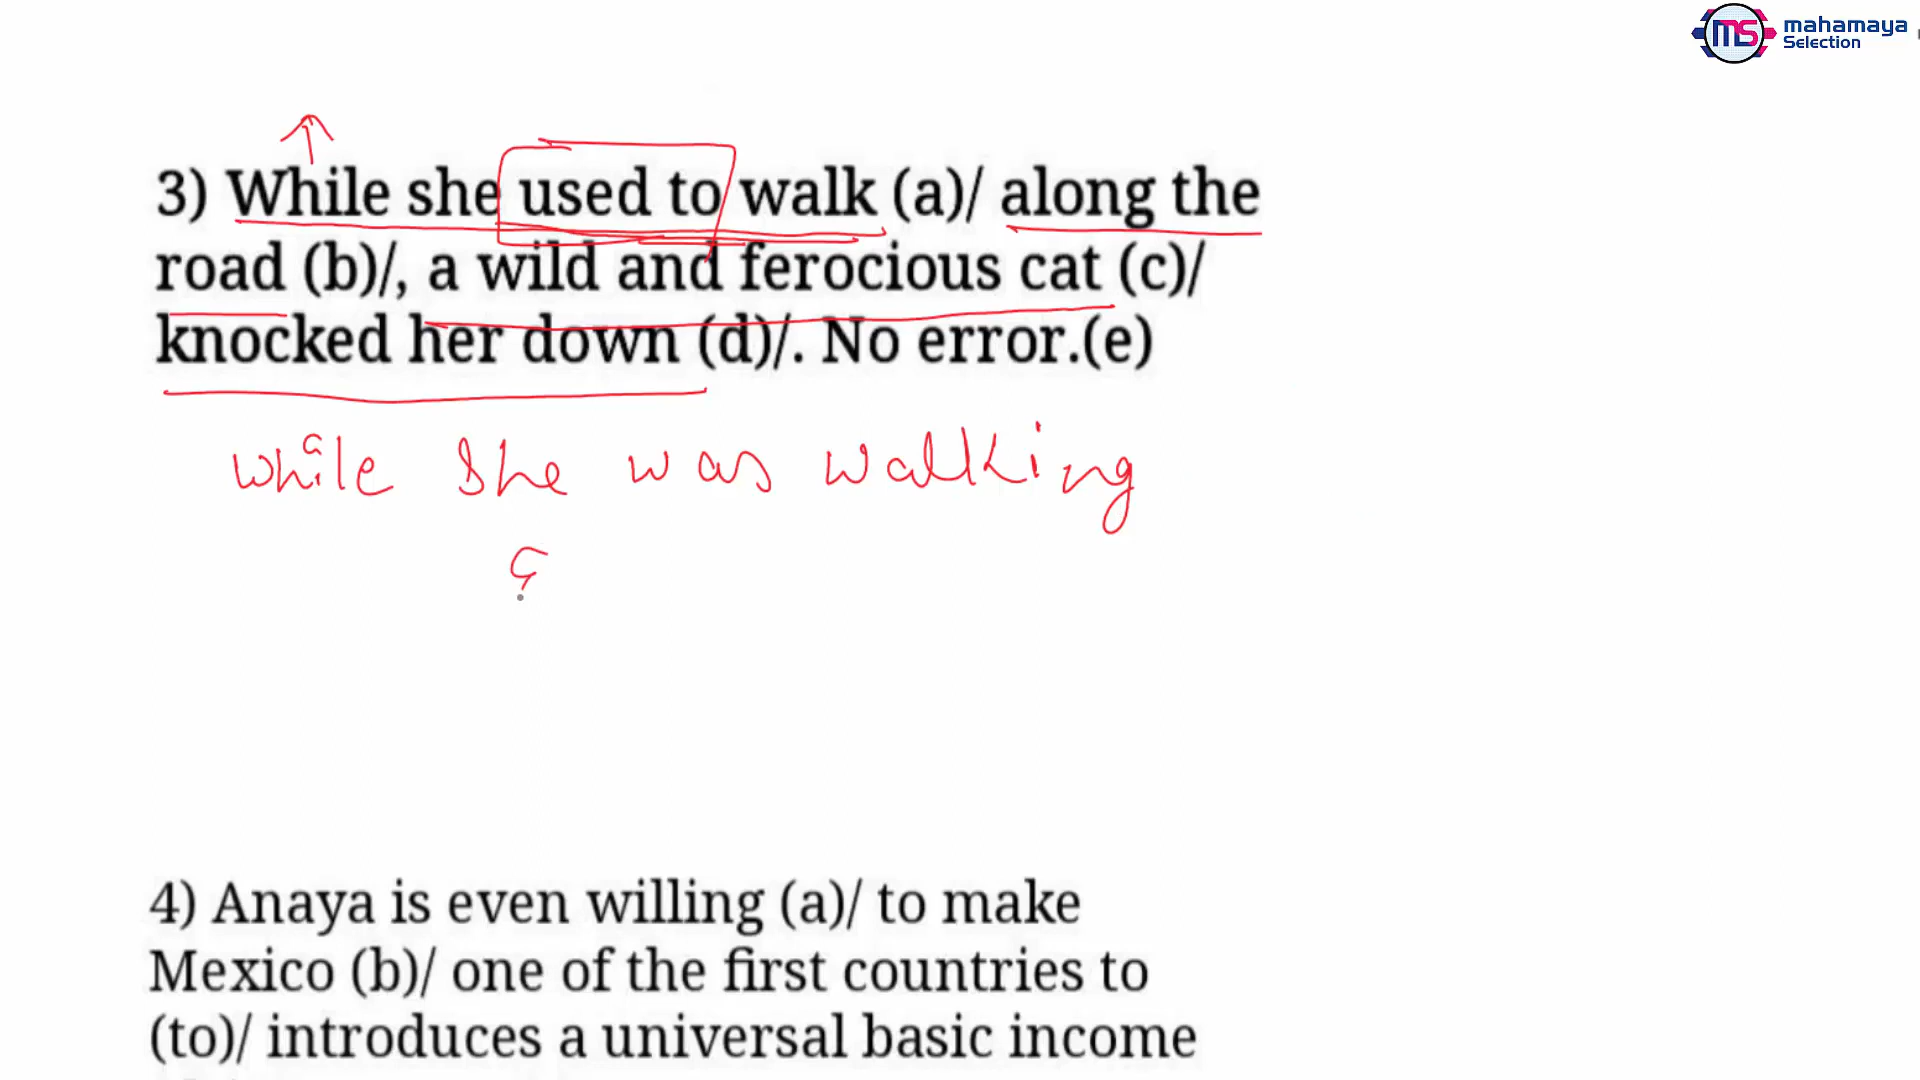 mahamaya
Selection
3) While she used to walk (a)/ along the
road (b)/, a wild and ferocious cat (c)/
knocked her down (d)/. No error.(e)
while she was walking
4) Anaya is even willing (a)/ to make
Mexico (b)/ one of the first countries to
(to)/ introduces a universal basic income